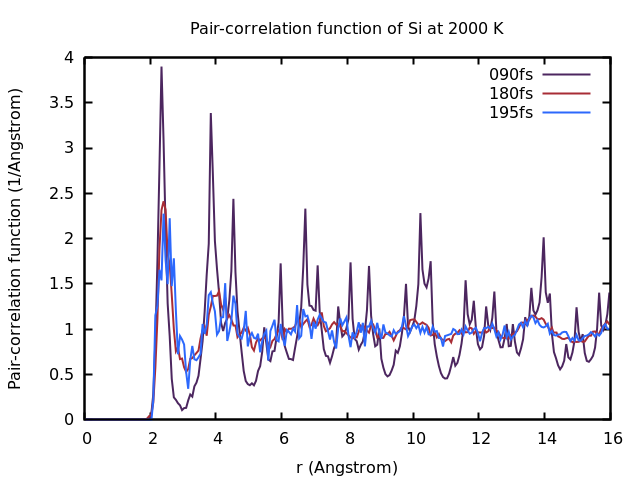 Pair-correlation function of Si at 2000 K
Pair-correlation function (1/Angstrom)
4
3.5
3
2.5
2
1.5
1
0.5
0
0 2 4 6 8 10 12 14 16
r (Angstrom)
090fs
180fs
195fs